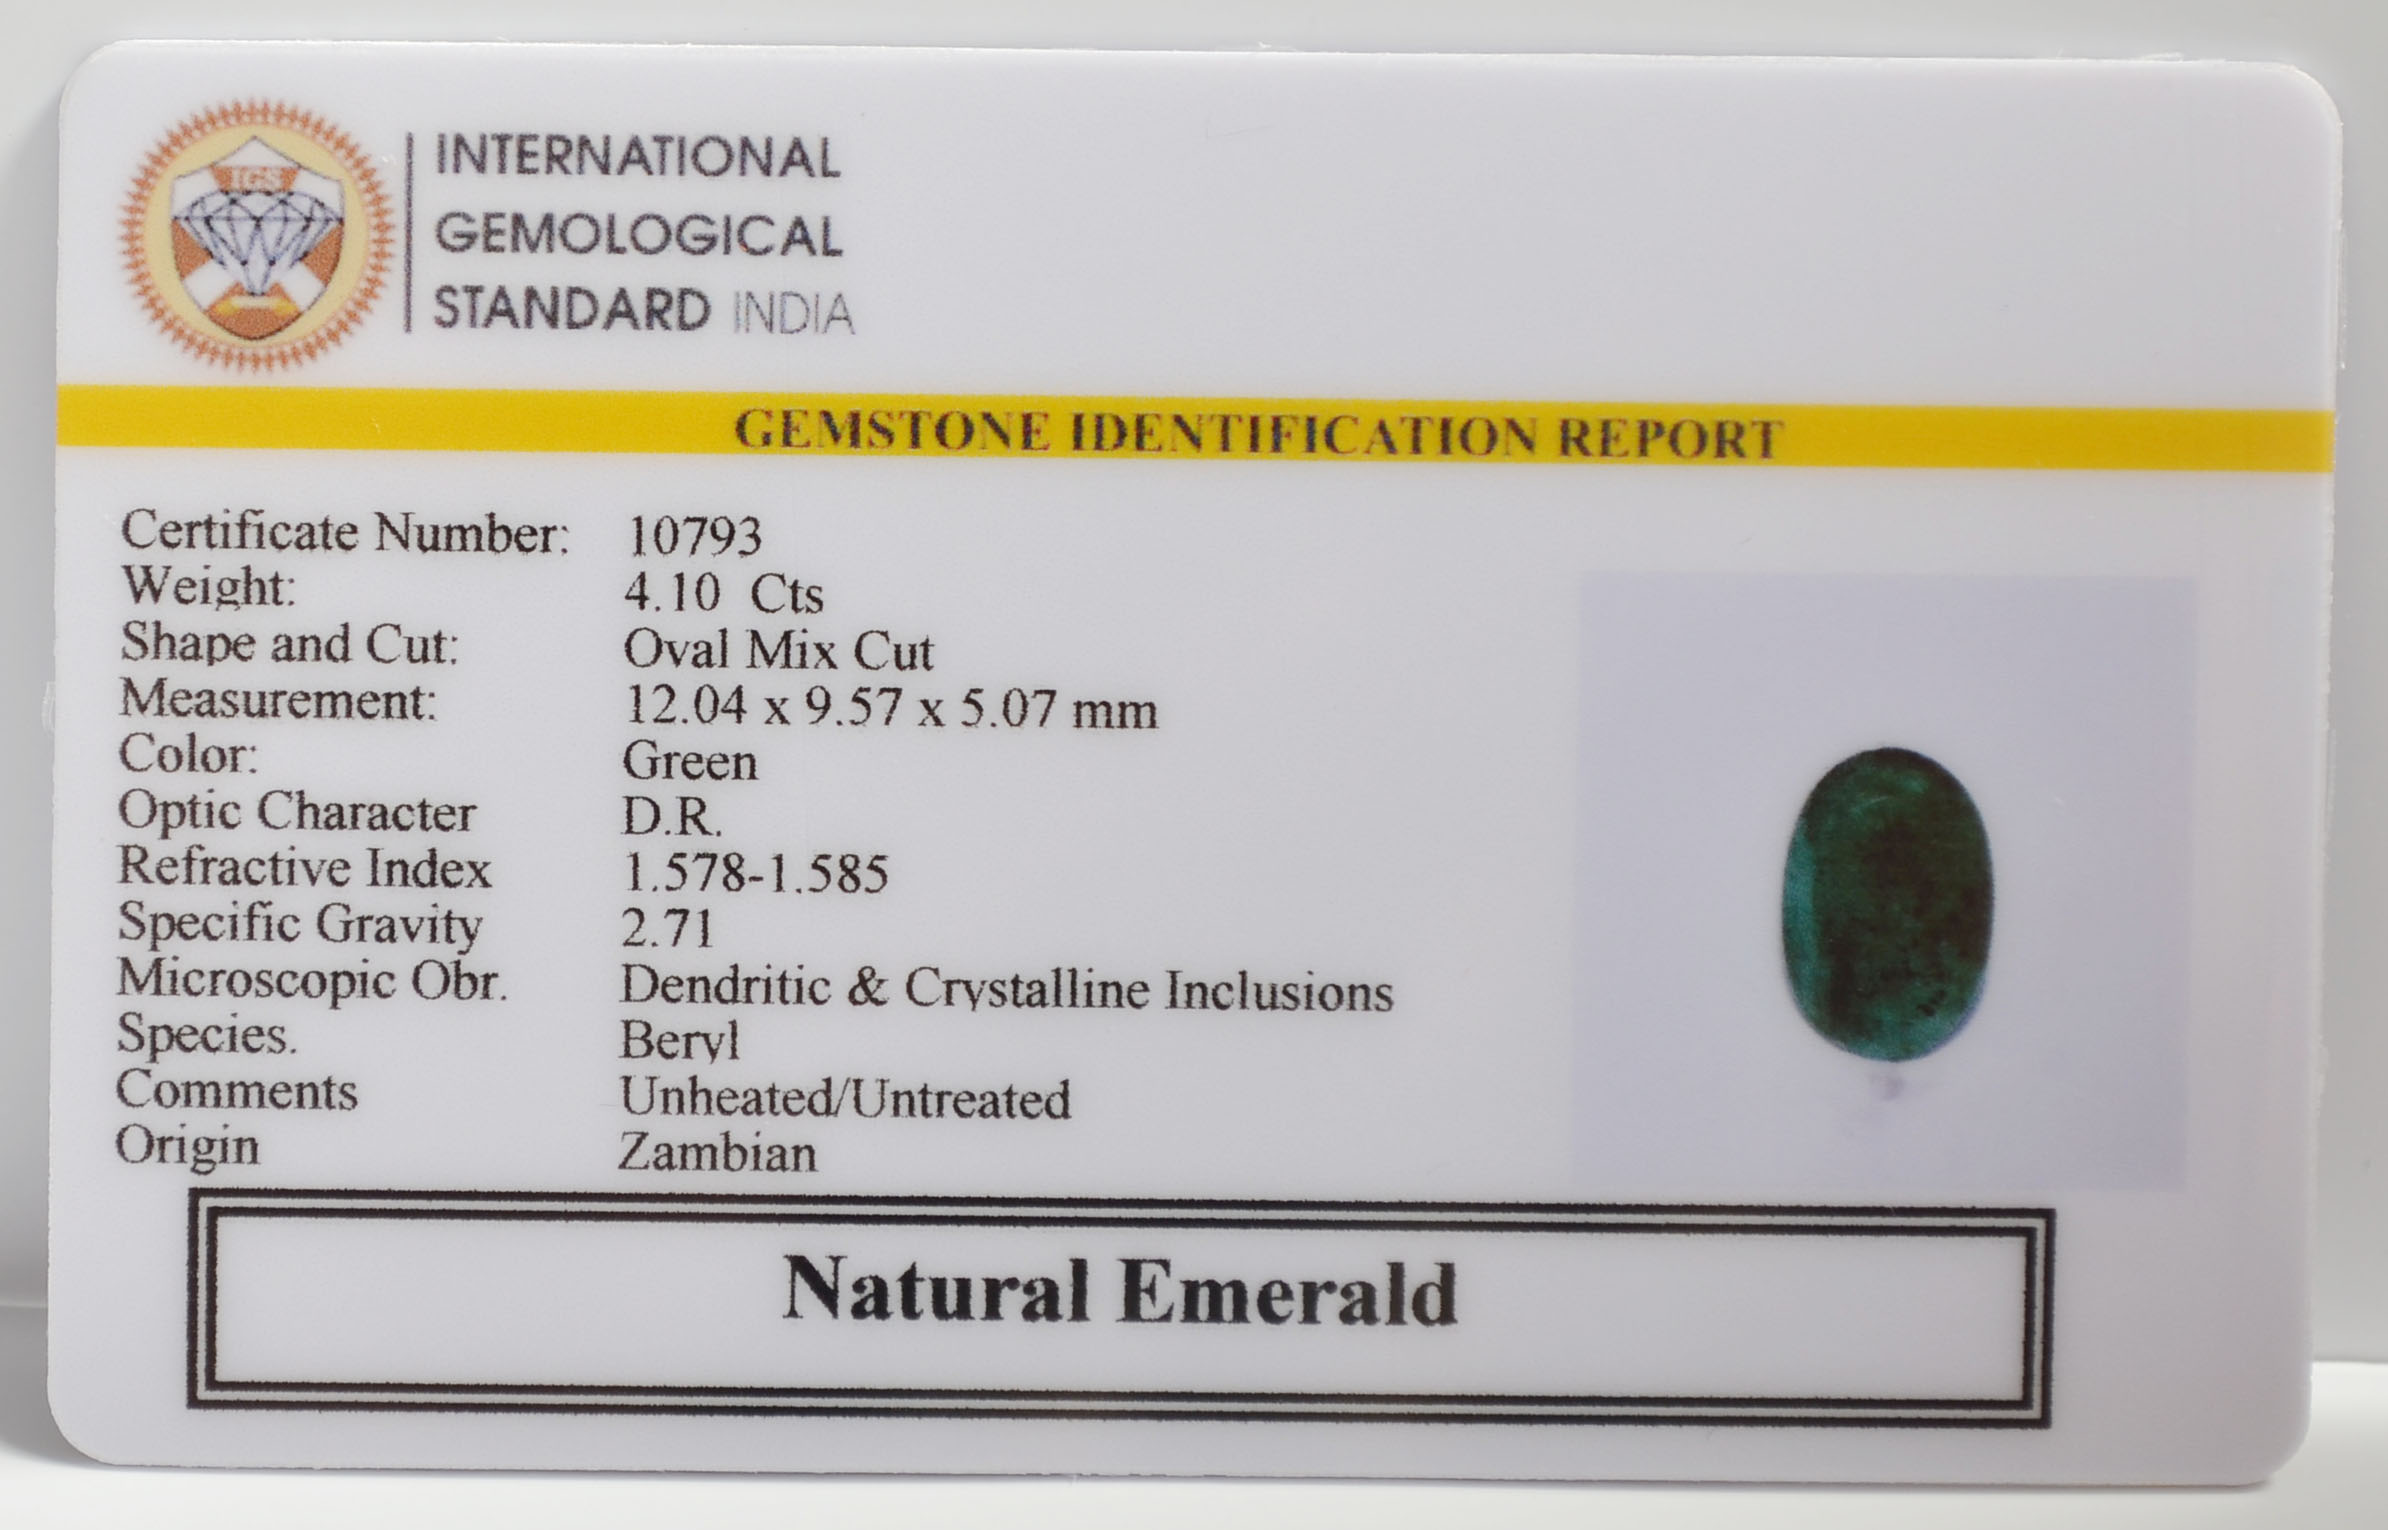 IGS
INTERNATIONAL
GEMOLOGICAL
STANDARD INDIA
GEMSTONE IDENTIFICATION REPORT
Certificate Number: 10793
Weight: 4.10 Cts
Shape and Cut: Oval Mix Cut
Measurement: 12.04 x 9.57 x 5.07 mm
Color: Green
Optic Character D.R.
Refractive Index 1.578-1.585
Specific Gravity 2.71
Microscopic Obr. Dendritic & Crystalline Inclusions
Species. Beryl
Comments Unheated/Untreated
Origin Zambian
Natural Emerald